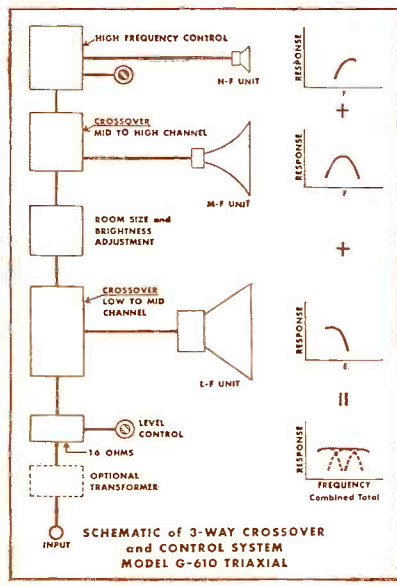 HIGH FREQUENCY CONTROL
H-F UNIT
RESPONSE
F
+
CROSSOVER
MID TO HIGH CHANNEL
M-F UNIT
RESPONSE
F
ROOM SIZE and
BRIGHTNESS
ADJUSTMENT
+
CROSSOVER
LOW TO MID
CHANNEL
L-F UNIT
RESPONSE
F.
=
LEVEL
CONTROL
16 OHMS
OPTIONAL
TRANSFORMER
RESPONSE
FREQUENCY
Combined Total
INPUT
SCHEMATIC of 3-WAY CROSSOVER
and CONTROL SYSTEM
MODEL G-610 TRIAXIAL